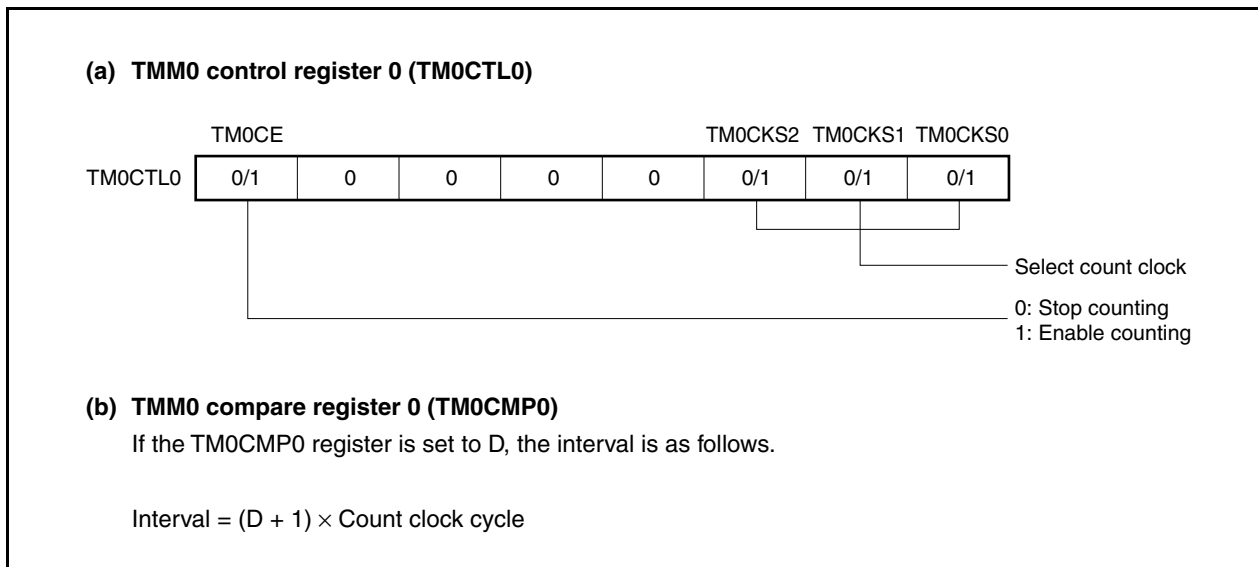 (a) TMM0 control register 0 (TM0CTL0)
TM0CE TM0CKS2 TM0CKS1 TM0CKS0
TM0CTL0 0/1 0 0 0 0 0/1 0/1 0/1
Select count clock
0: Stop counting
1: Enable counting
(b) TMM0 compare register 0 (TM0CMP0)
If the TM0CMP0 register is set to D, the interval is as follows.
Interval = (D + 1) × Count clock cycle